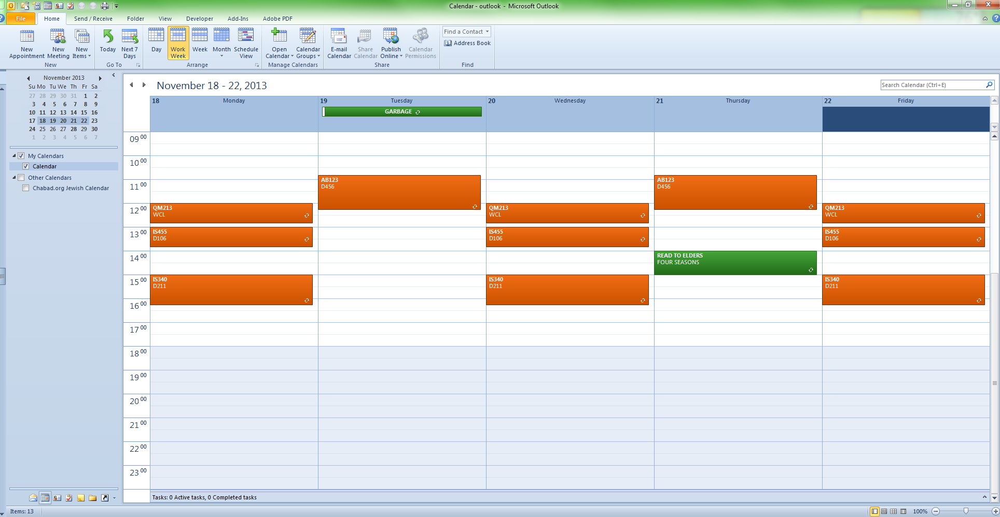 Calendar - outlook - Microsoft Outlook
File Home Send / Receive Folder View Developer Add-Ins Adobe PDF
New Appointment
New Meeting
New Items
New
Today
Next 7 Days
Go To
Day
Work Week
Week
Month
Schedule View
Arrange
Open Calendar
Calendar Groups
Manage Calendars
E-mail Calendar
Share Calendar
Publish Online
Calendar Permissions
Share
Find a Contact
Address Book
Find
November 2013
Su Mo Tu We Th Fr Sa
27 28 29 30 31 1 2
3 4 5 6 7 8 9
10 11 12 13 14 15 16
17 18 19 20 21 22 23
24 25 26 27 28 29 30
1 2 3 4 5 6 7
My Calendars
Calendar
Other Calendars
Chabad.org Jewish Calendar
November 18 - 22, 2013
Search Calendar (Ctrl+E)
18 Monday
19 Tuesday
20 Wednesday
21 Thursday
22 Friday
GARBAGE
09 00
10 00
11 00
12 00
13 00
14 00
15 00
16 00
17 00
18 00
19 00
20 00
21 00
22 00
23 00
QM213
WCL
IS455
D106
IS340
D211
AB123
D456
QM213
WCL
IS455
D106
IS340
D211
AB123
D456
READ TO ELDERS
FOUR SEASONS
QM213
WCL
IS455
D106
IS340
D211
Tasks: 0 Active tasks, 0 Completed tasks
Items: 13
100%